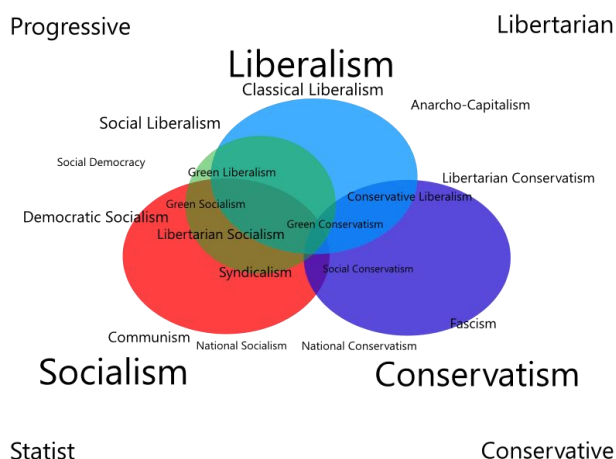 Progressive
Libertarian
Liberalism
Classical Liberalism
Anarcho-Capitalism
Social Liberalism
Social Democracy
Green Liberalism
Libertarian Conservatism
Conservative Liberalism
Green Socialism
Democratic Socialism
Green Conservatism
Libertarian Socialism
Social Conservatism
Syndicalism
Fascism
Communism
National Socialism
National Conservatism
Socialism
Conservatism
Statist
Conservative